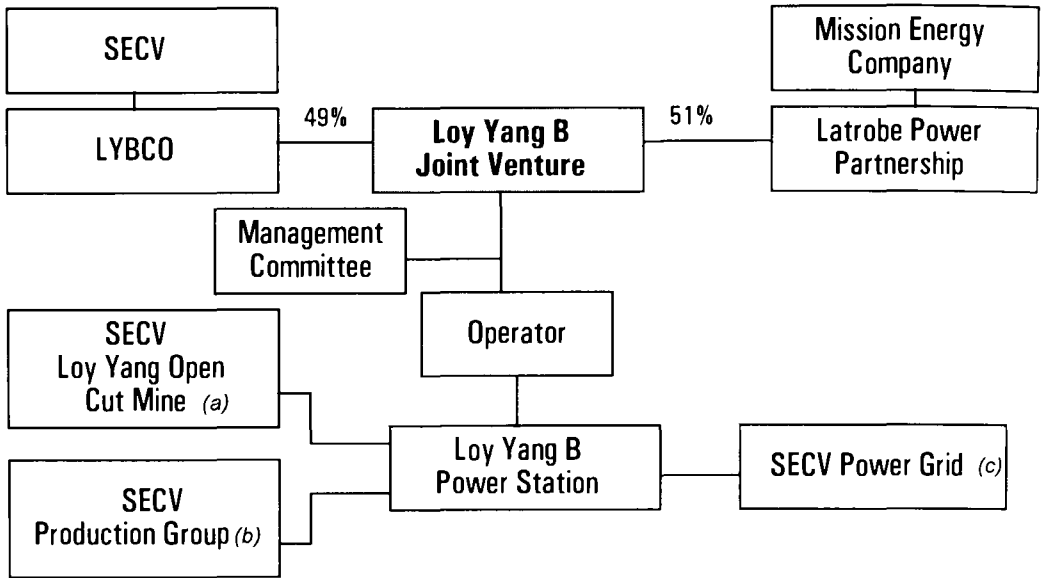 SECV
Mission Energy
Company
LYBCO
49%
Loy Yang B
Joint Venture
51%
Latrobe Power
Partnership
Management
Committee
Operator
SECV
Loy Yang Open
Cut Mine (a)
Loy Yang B
Power Station
SECV Power Grid (c)
SECV
Production Group (b)